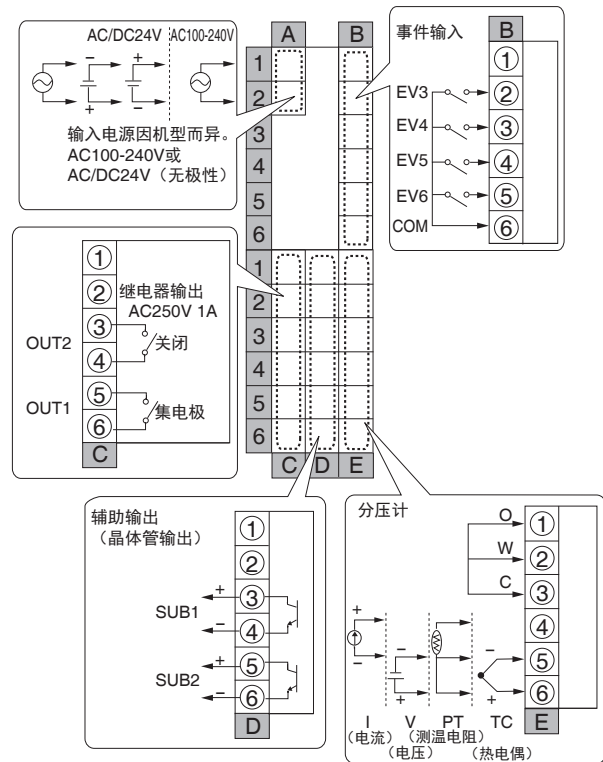 AC/DC24V AC100-240V
－ ＋
＋ －
输入电源因机型而异。
AC100-240V或
AC/DC24V（无极性）
A B
1
2
3
4
5
6
1
2
3
4
5
6
C D E
事件输入
B
①
EV3 ②
EV4 ③
EV5 ④
EV6 ⑤
COM ⑥
①
② 继电器输出
AC250V 1A
OUT2 ③ 关闭
④
OUT1 ⑤ 集电极
⑥
C
辅助输出
（晶体管输出）
①
②
SUB1 + ③
− ④
SUB2 + ⑤
− ⑥
D
分压计
O ①
W ②
C ③
④
+ − − ⑤
− + + ⑥
I V PT TC E
（电流） （测温电阻）
（电压） （热电偶）